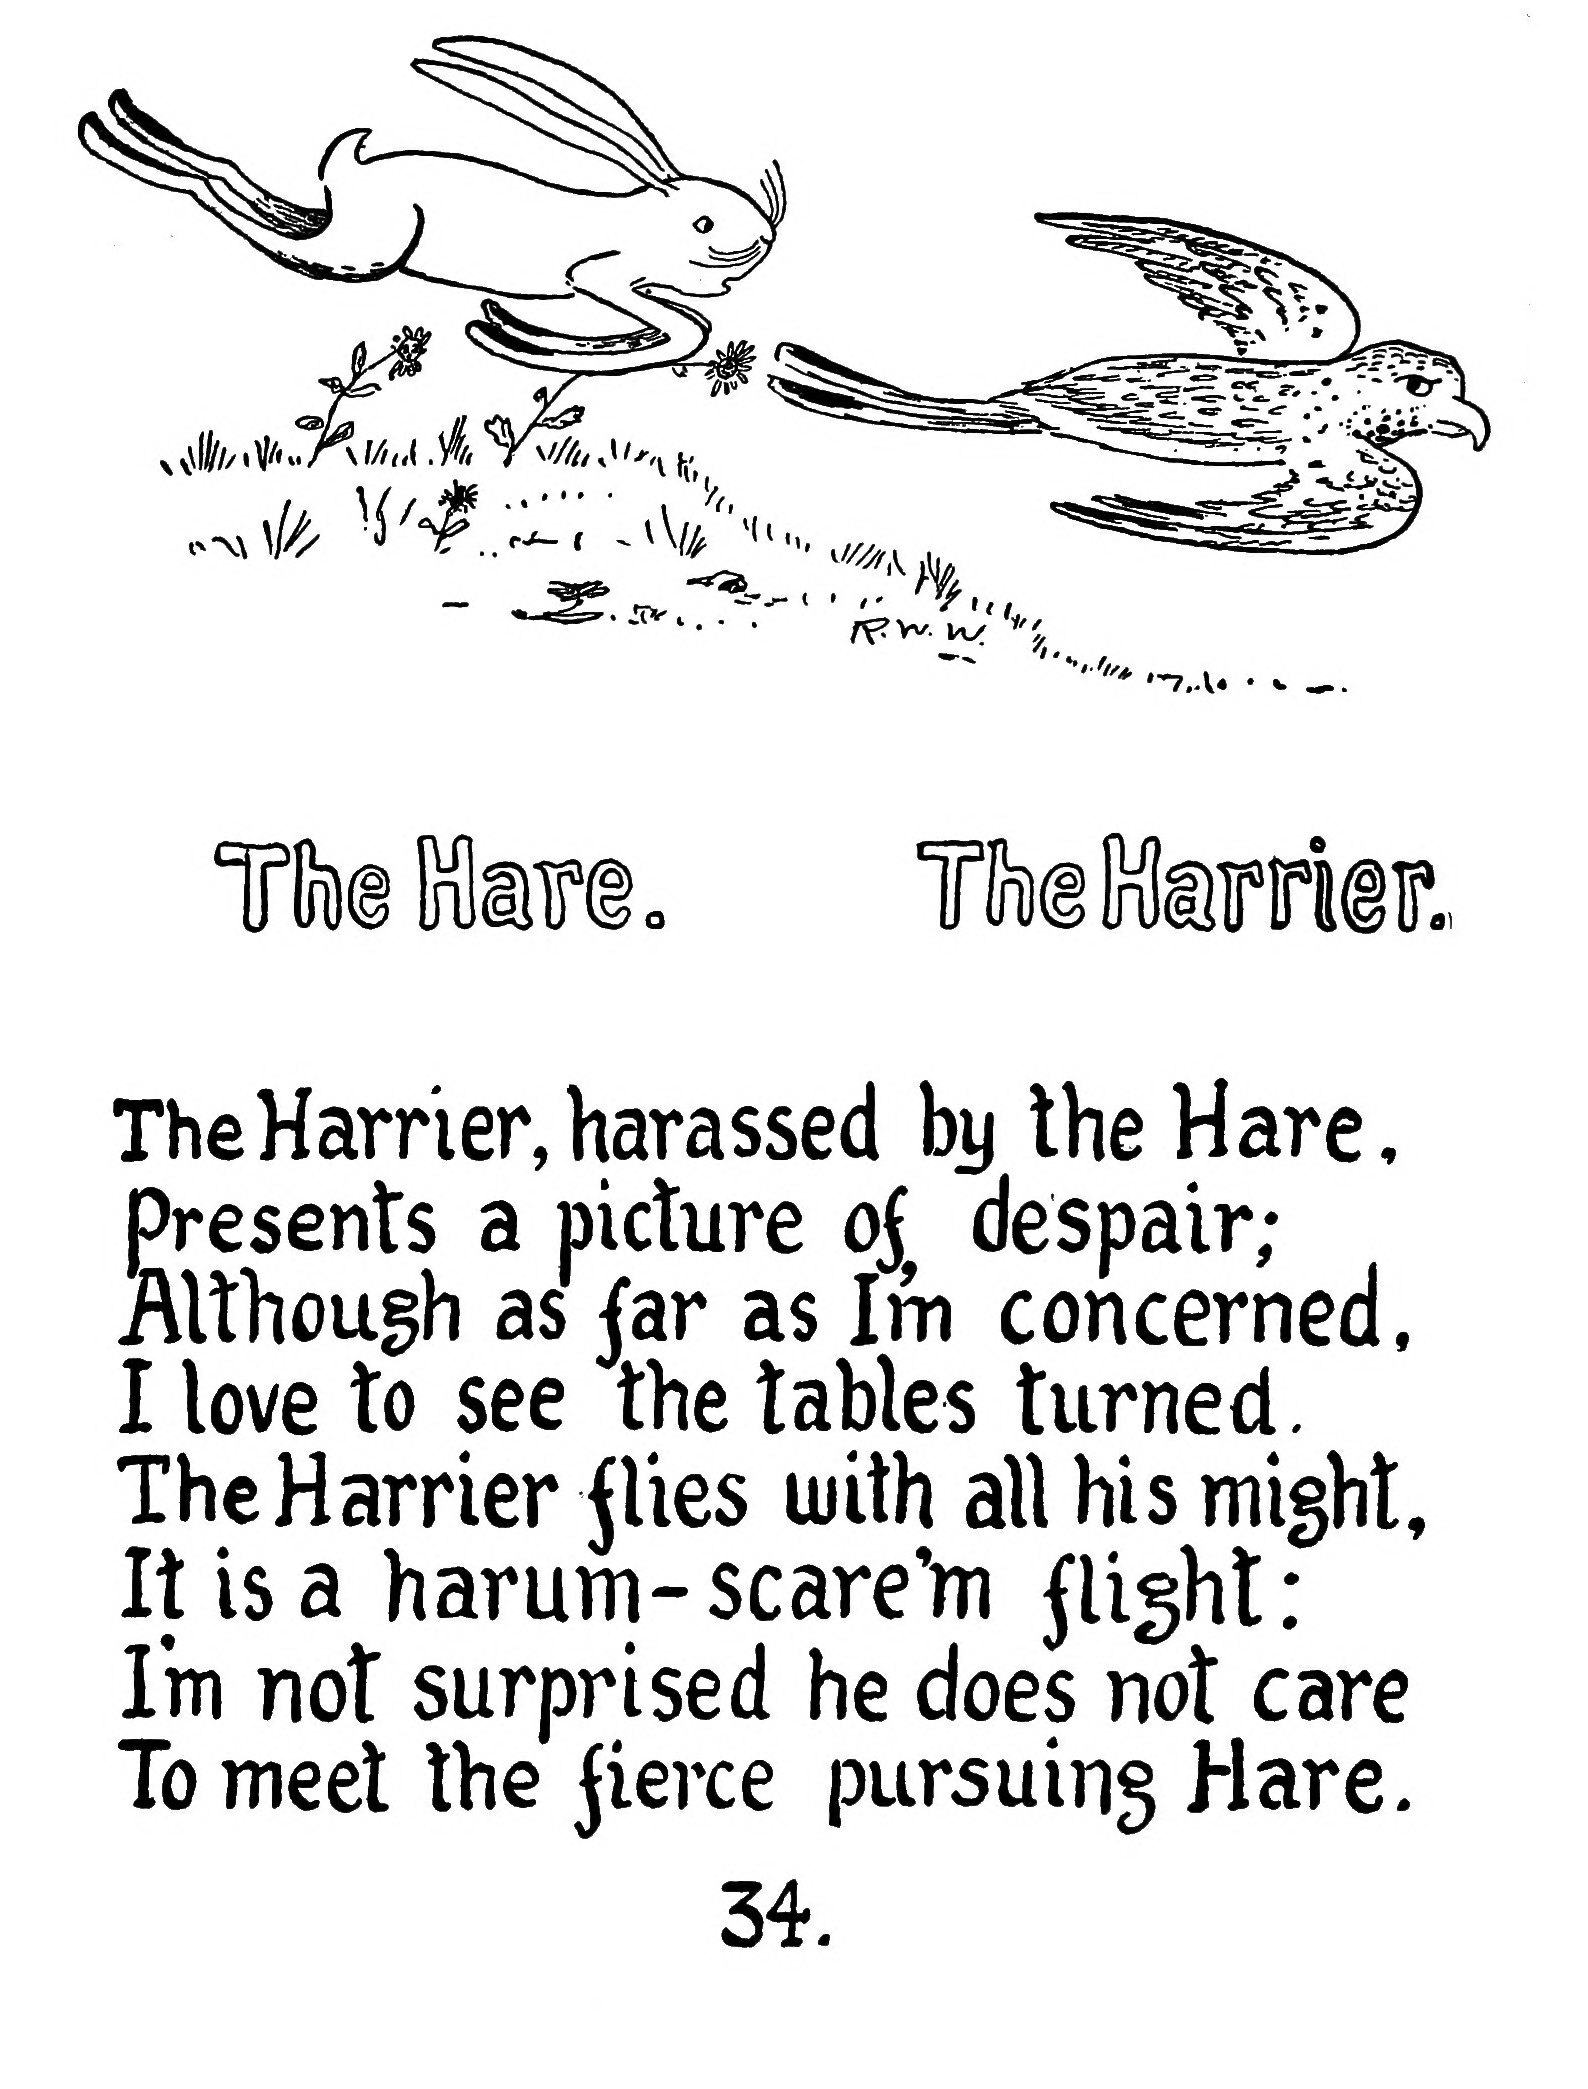 R. W. W.
The Hare. The Harrier.
The Harrier, harassed by the Hare,
Presents a picture of despair;
Although as far as I'm concerned,
I love to see the tables turned.
The Harrier flies with all his might,
It is a harum-scare'm flight:
I'm not surprised he does not care
To meet the fierce pursuing Hare.
34.